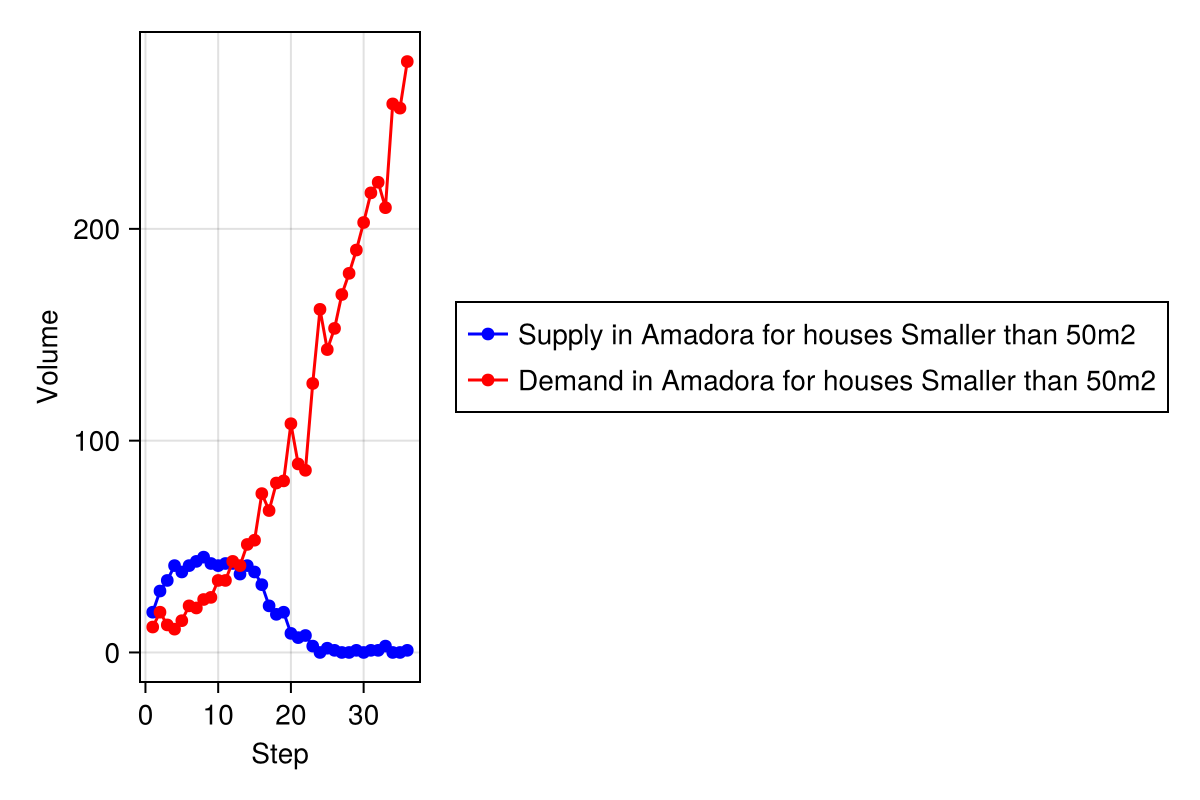 Volume
200
100
0
0 10 20 30
Step
Supply in Amadora for houses Smaller than 50m2
Demand in Amadora for houses Smaller than 50m2